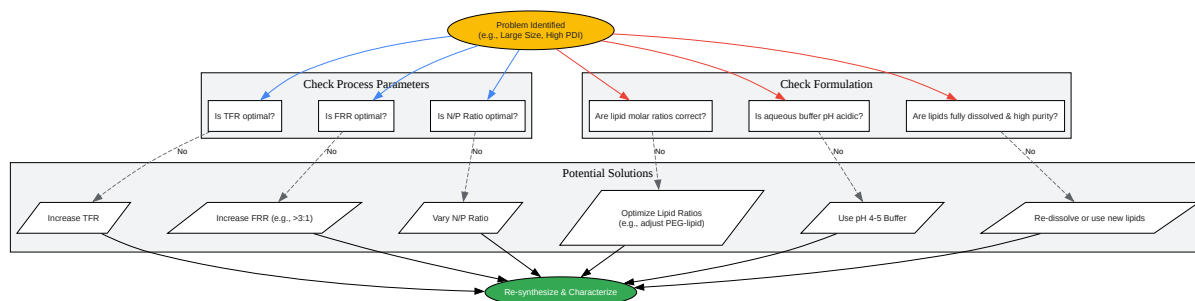 Problem Identified
(e.g., Large Size, High PDI)
Check Process Parameters
Check Formulation
Is TFR optimal?
Is FRR optimal?
Is N/P Ratio optimal?
Are lipid molar ratios correct?
Is aqueous buffer pH acidic?
Are lipids fully dissolved & high purity?
No
No
No
No
No
No
Potential Solutions
Increase TFR
Increase FRR (e.g., >3:1)
Vary N/P Ratio
Optimize Lipid Ratios
(e.g., adjust PEG-lipid)
Use pH 4-5 Buffer
Re-dissolve or use new lipids
Re-synthesize & Characterize